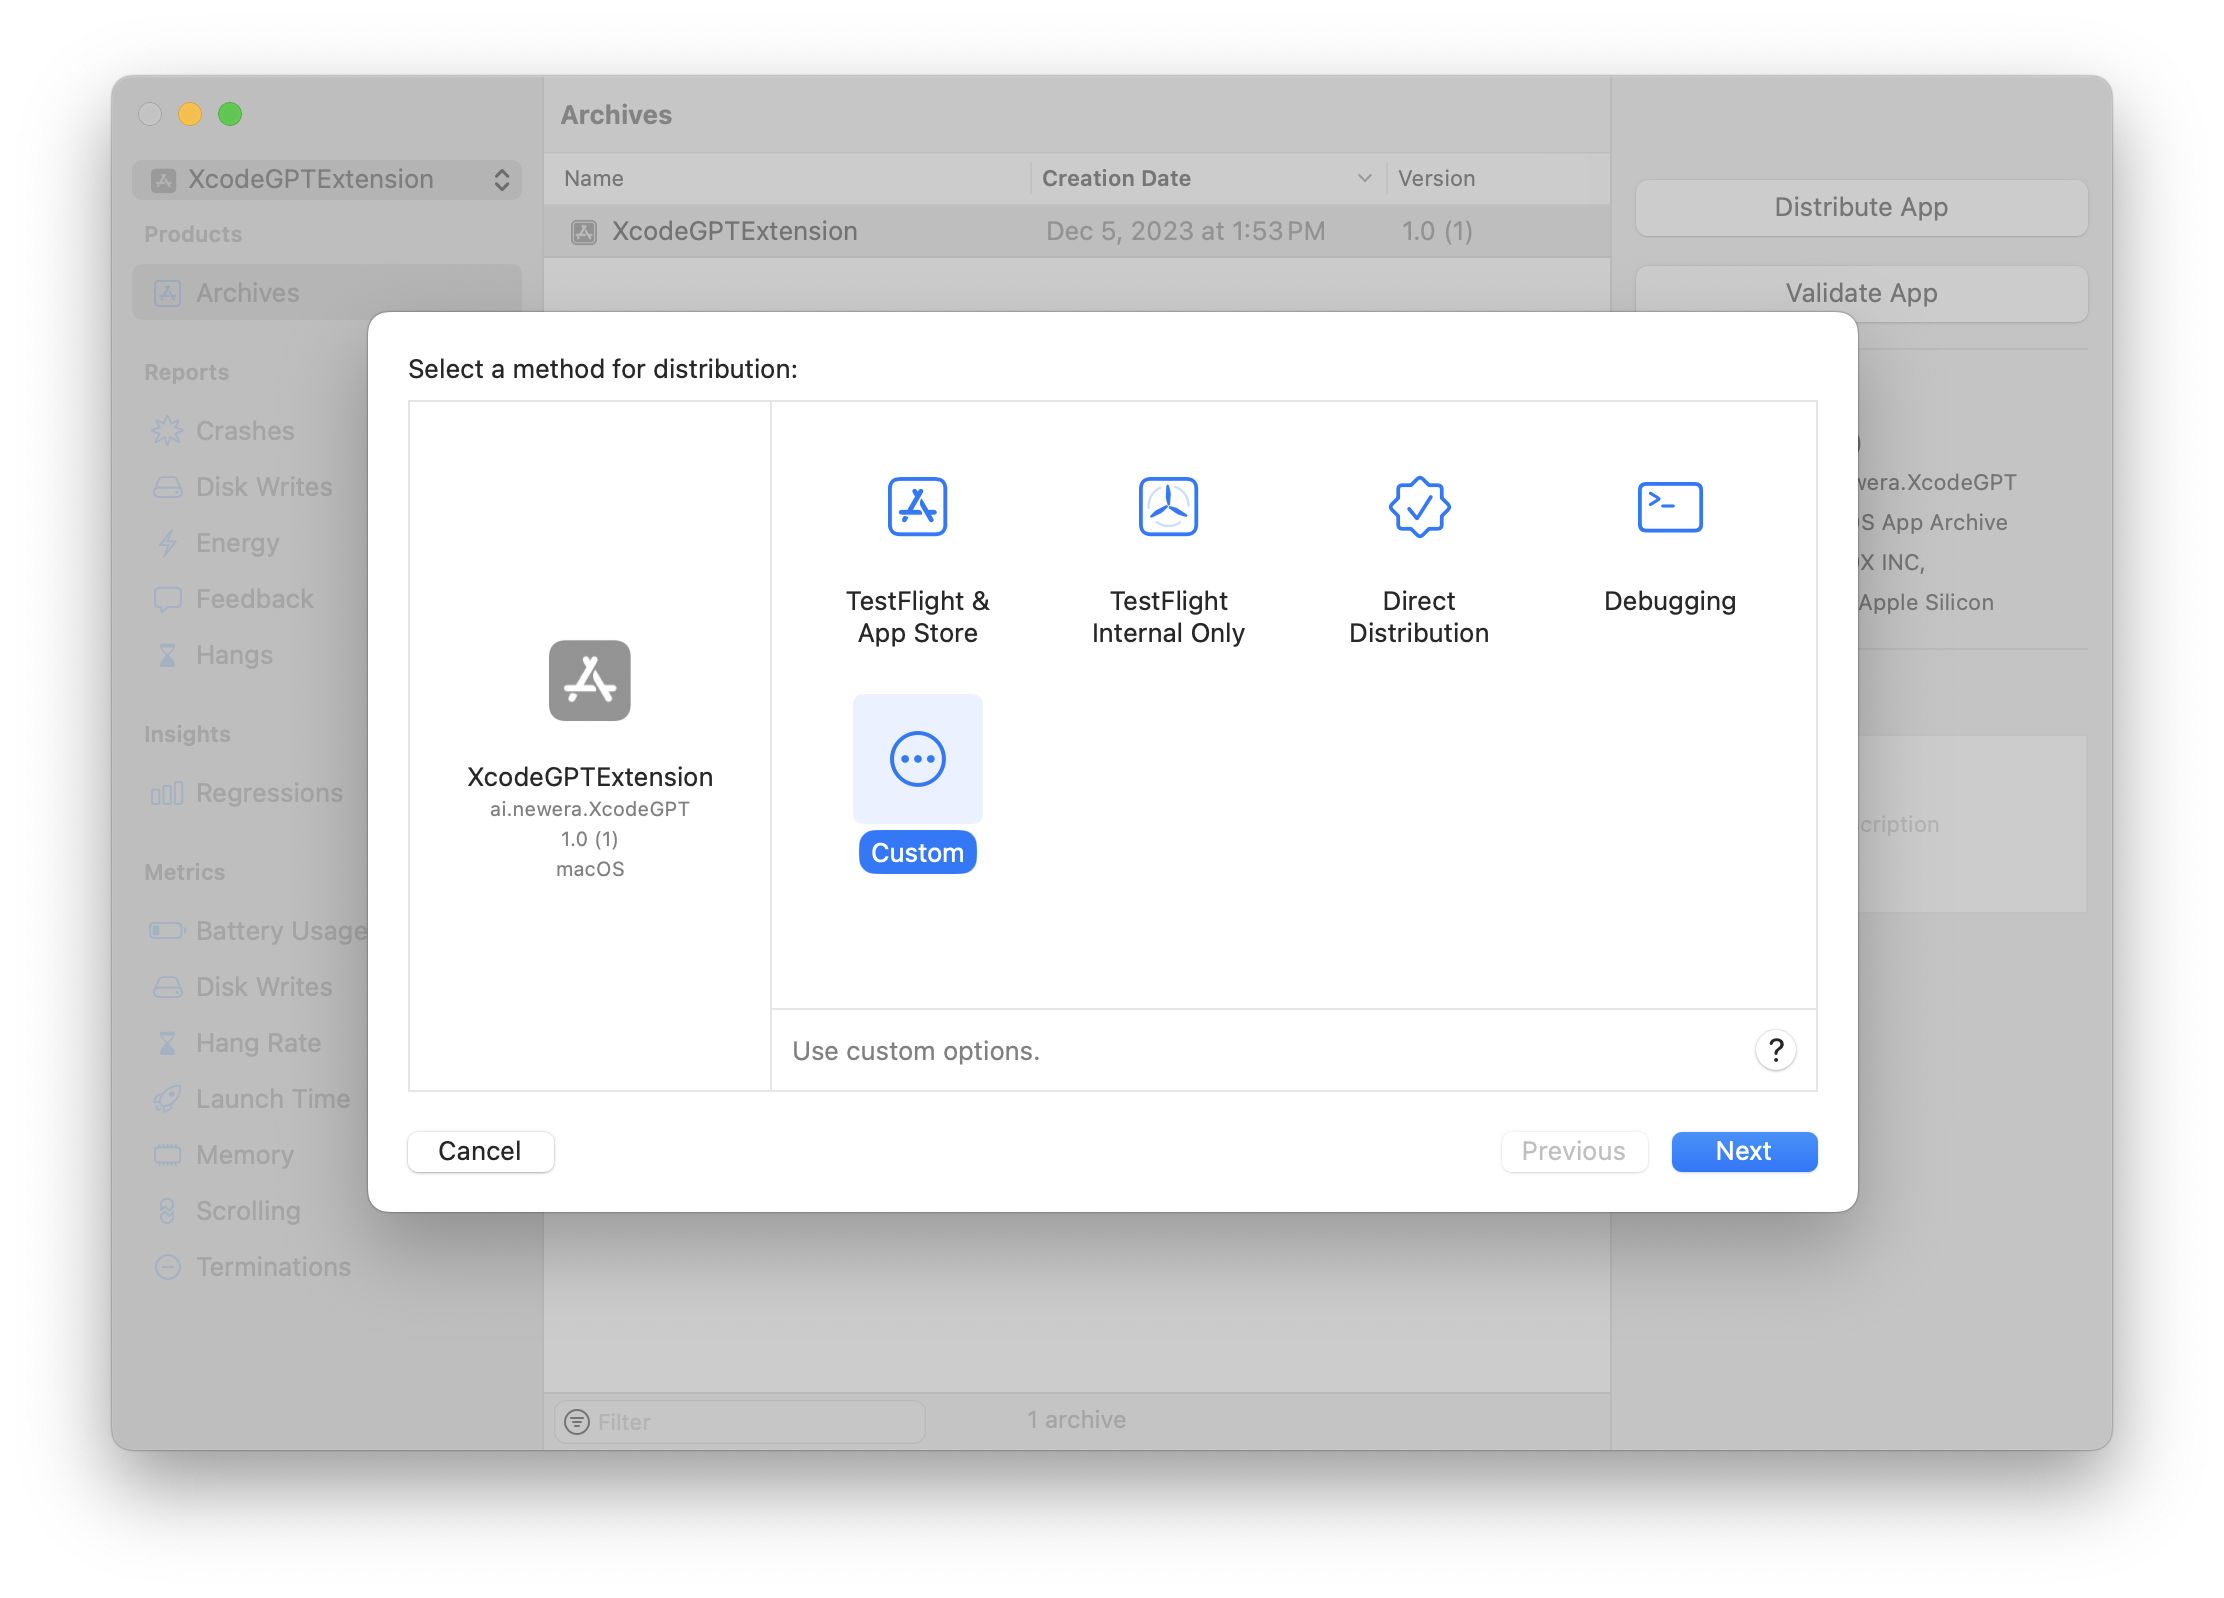 Archives
XcodeGPTExtension
Name
Creation Date
Version
Distribute App
Products
XcodeGPTExtension
Dec 5, 2023 at 1:53 PM
1.0 (1)
Archives
Validate App
Reports
Select a method for distribution:
Crashes
Disk Writes
Energy
Feedback
Hangs
Insights
Regressions
Metrics
Battery Usage
Disk Writes
Hang Rate
Launch Time
Memory
Scrolling
Terminations
TestFlight &
App Store
TestFlight
Internal Only
Direct
Distribution
Debugging
Custom
XcodeGPTExtension
ai.newera.XcodeGPT
1.0 (1)
macOS
Use custom options.
?
Cancel
Previous
Next
wera.XcodeGPT
S App Archive
X INC,
Apple Silicon
cription
Filter
1 archive